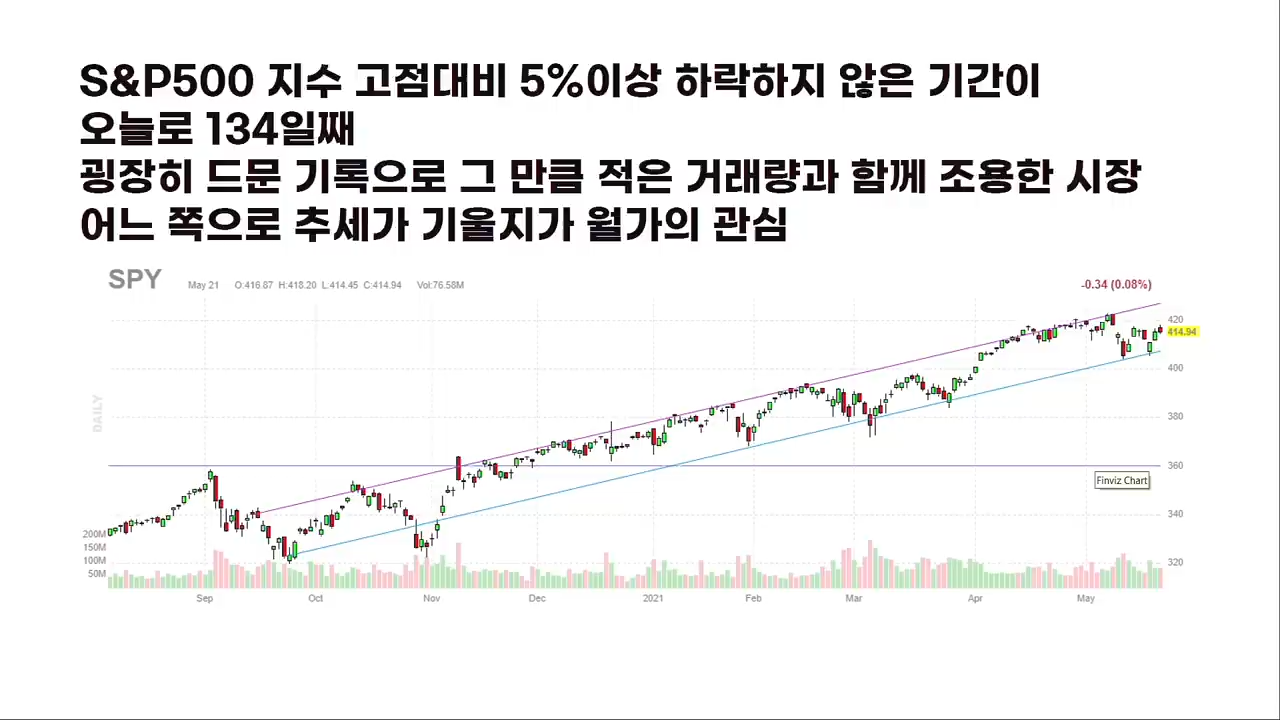 S&P500 지수 고점대비 5%이상 하락하지 않은 기간이
오늘로 134일째
굉장히 드문 기록으로 그 만큼 적은 거래량과 함께 조용한 시장
어느 쪽으로 추세가 기울지가 월가의 관심
SPY May 21 O:416.87 H:418.20 L:414.45 C:414.94 Vol:76.58M -0.34 (0.08%)
420
414.94
400
DAILY
380
360
Finviz Chart
340
200M
150M
100M 320
50M
Sep Oct Nov Dec 2021 Feb Mar Apr May